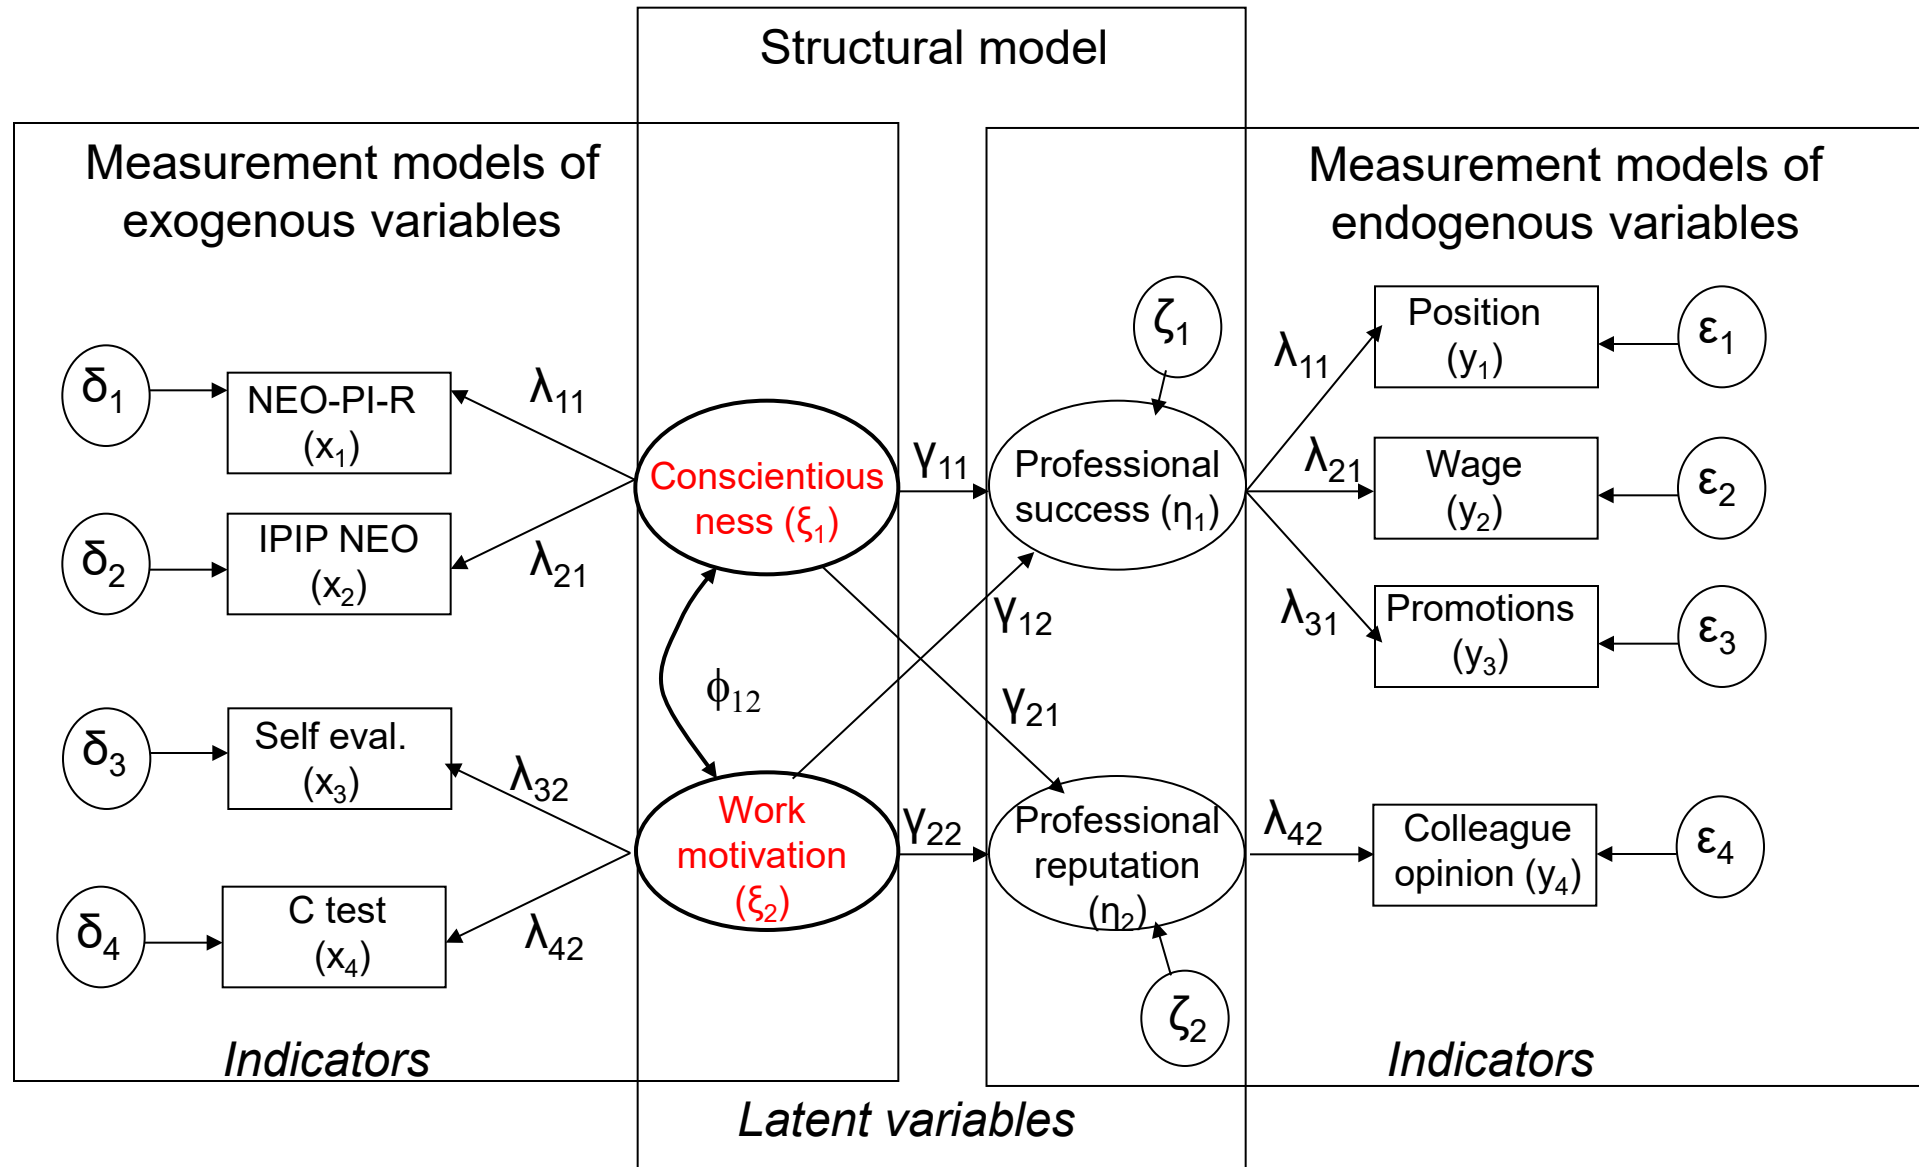 Structural model
Measurement models of
exogenous variables
Measurement models of
endogenous variables
δ1
NEO-PI-R
(x1)
λ11
δ2
IPIP NEO
(x2)
λ21
δ3
Self eval.
(x3)
λ32
δ4
C test
(x4)
λ42
Conscientious
ness (ξ1)
ϕ12
Work
motivation
(ξ2)
γ11
γ12
γ21
γ22
ζ1
Professional
success (η1)
Professional
reputation
(η2)
ζ2
λ11
Position
(y1)
ε1
λ21
Wage
(y2)
ε2
λ31
Promotions
(y3)
ε3
λ42
Colleague
opinion (y4)
ε4
Indicators
Indicators
Latent variables